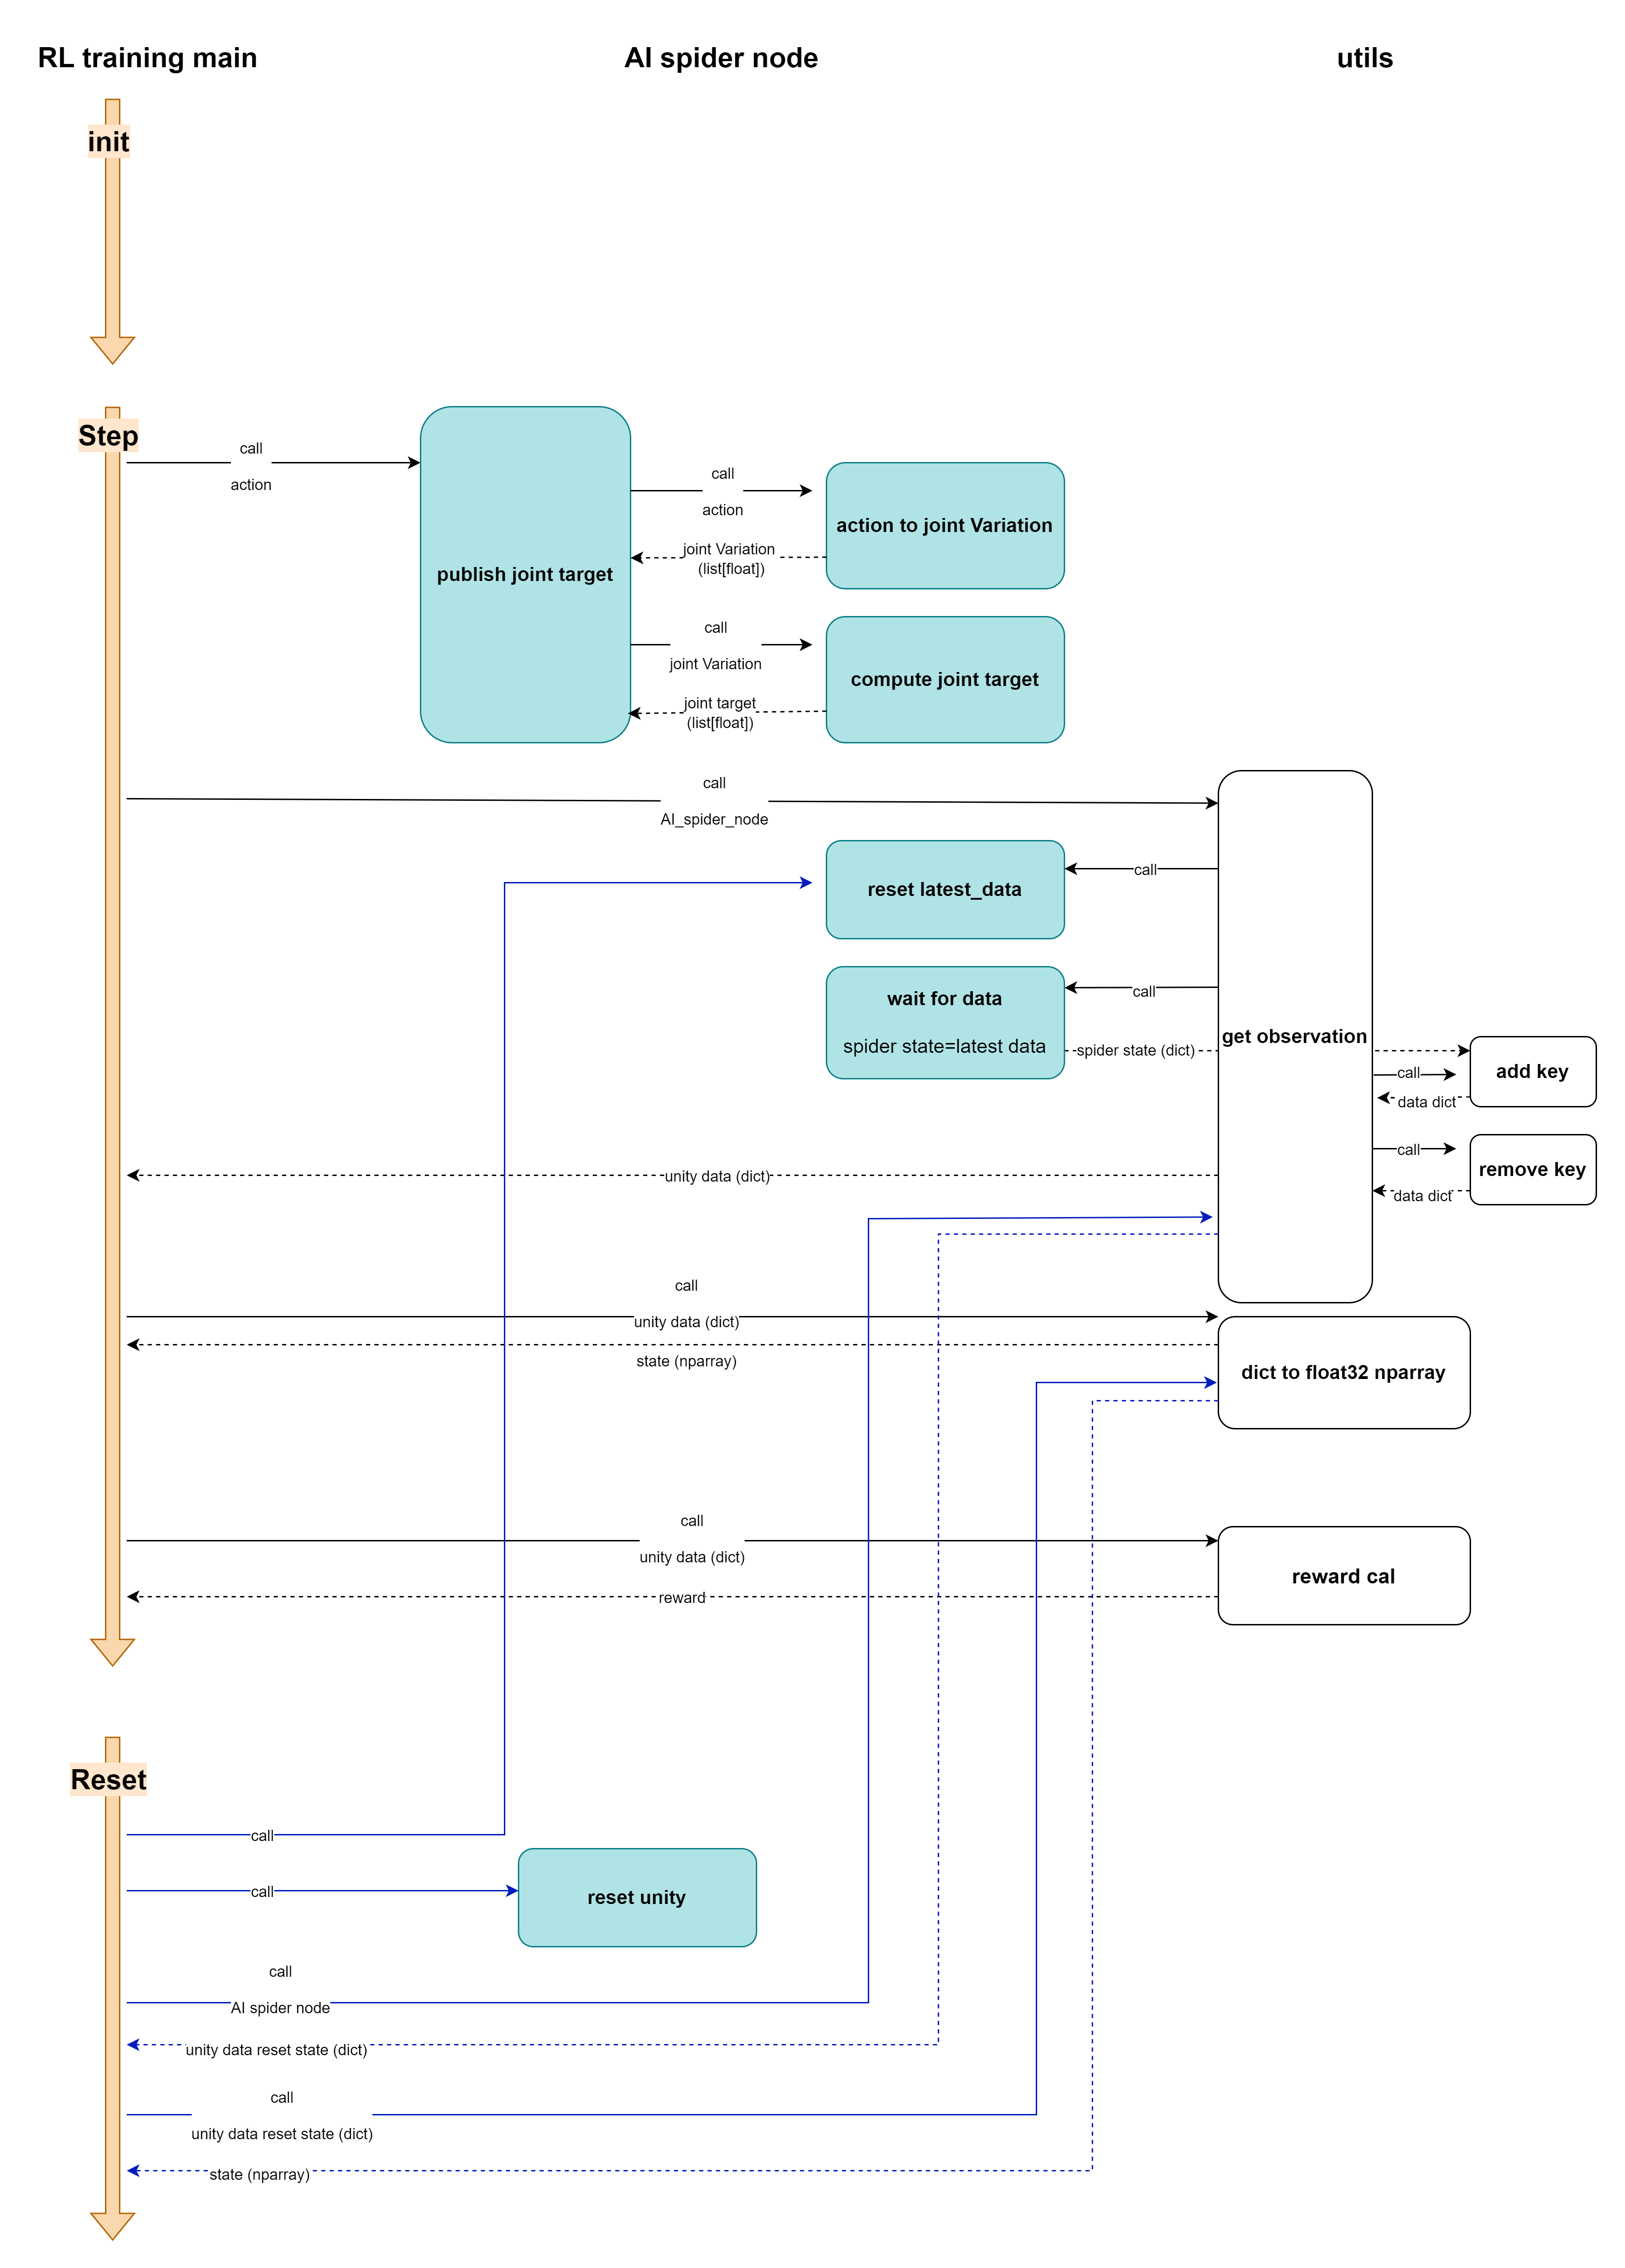 RL training main
AI spider node
utils
init
Step
call
action
call
action
action to joint Variation
joint Variation
(list[float])
publish joint target
call
joint Variation
compute joint target
joint target
(list[float])
call
AI_spider_node
reset latest_data
call
wait for data
call
spider state=latest data
spider state (dict)
get observation
add key
call
data dict
call
remove key
data dict
unity data (dict)
call
unity data (dict)
state (nparray)
dict to float32 nparray
call
unity data (dict)
reward cal
reward
Reset
call
call
reset unity
call
AI spider node
unity data reset state (dict)
call
unity data reset state (dict)
state (nparray)